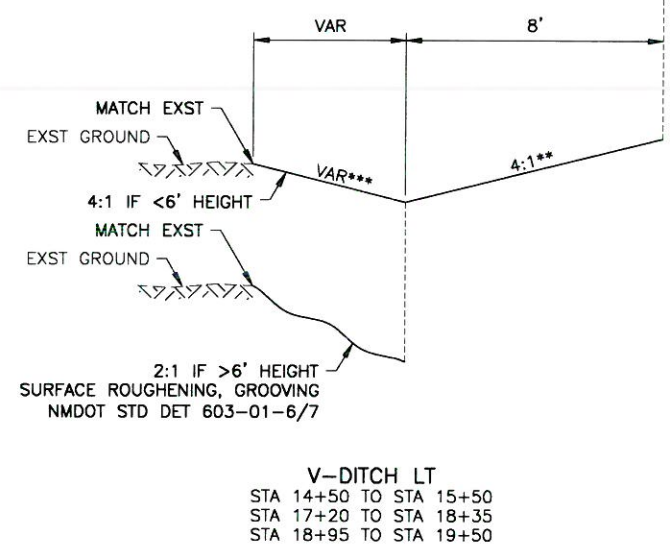 VAR
8'
MATCH EXST
EXST GROUND
VAR***
4:1**
4:1 IF <6' HEIGHT
MATCH EXST
EXST GROUND
2:1 IF >6' HEIGHT
SURFACE ROUGHENING, GROOVING
NMDOT STD DET 603-01-6/7
V-DITCH LT
STA 14+50 TO STA 15+50
STA 17+20 TO STA 18+35
STA 18+95 TO STA 19+50